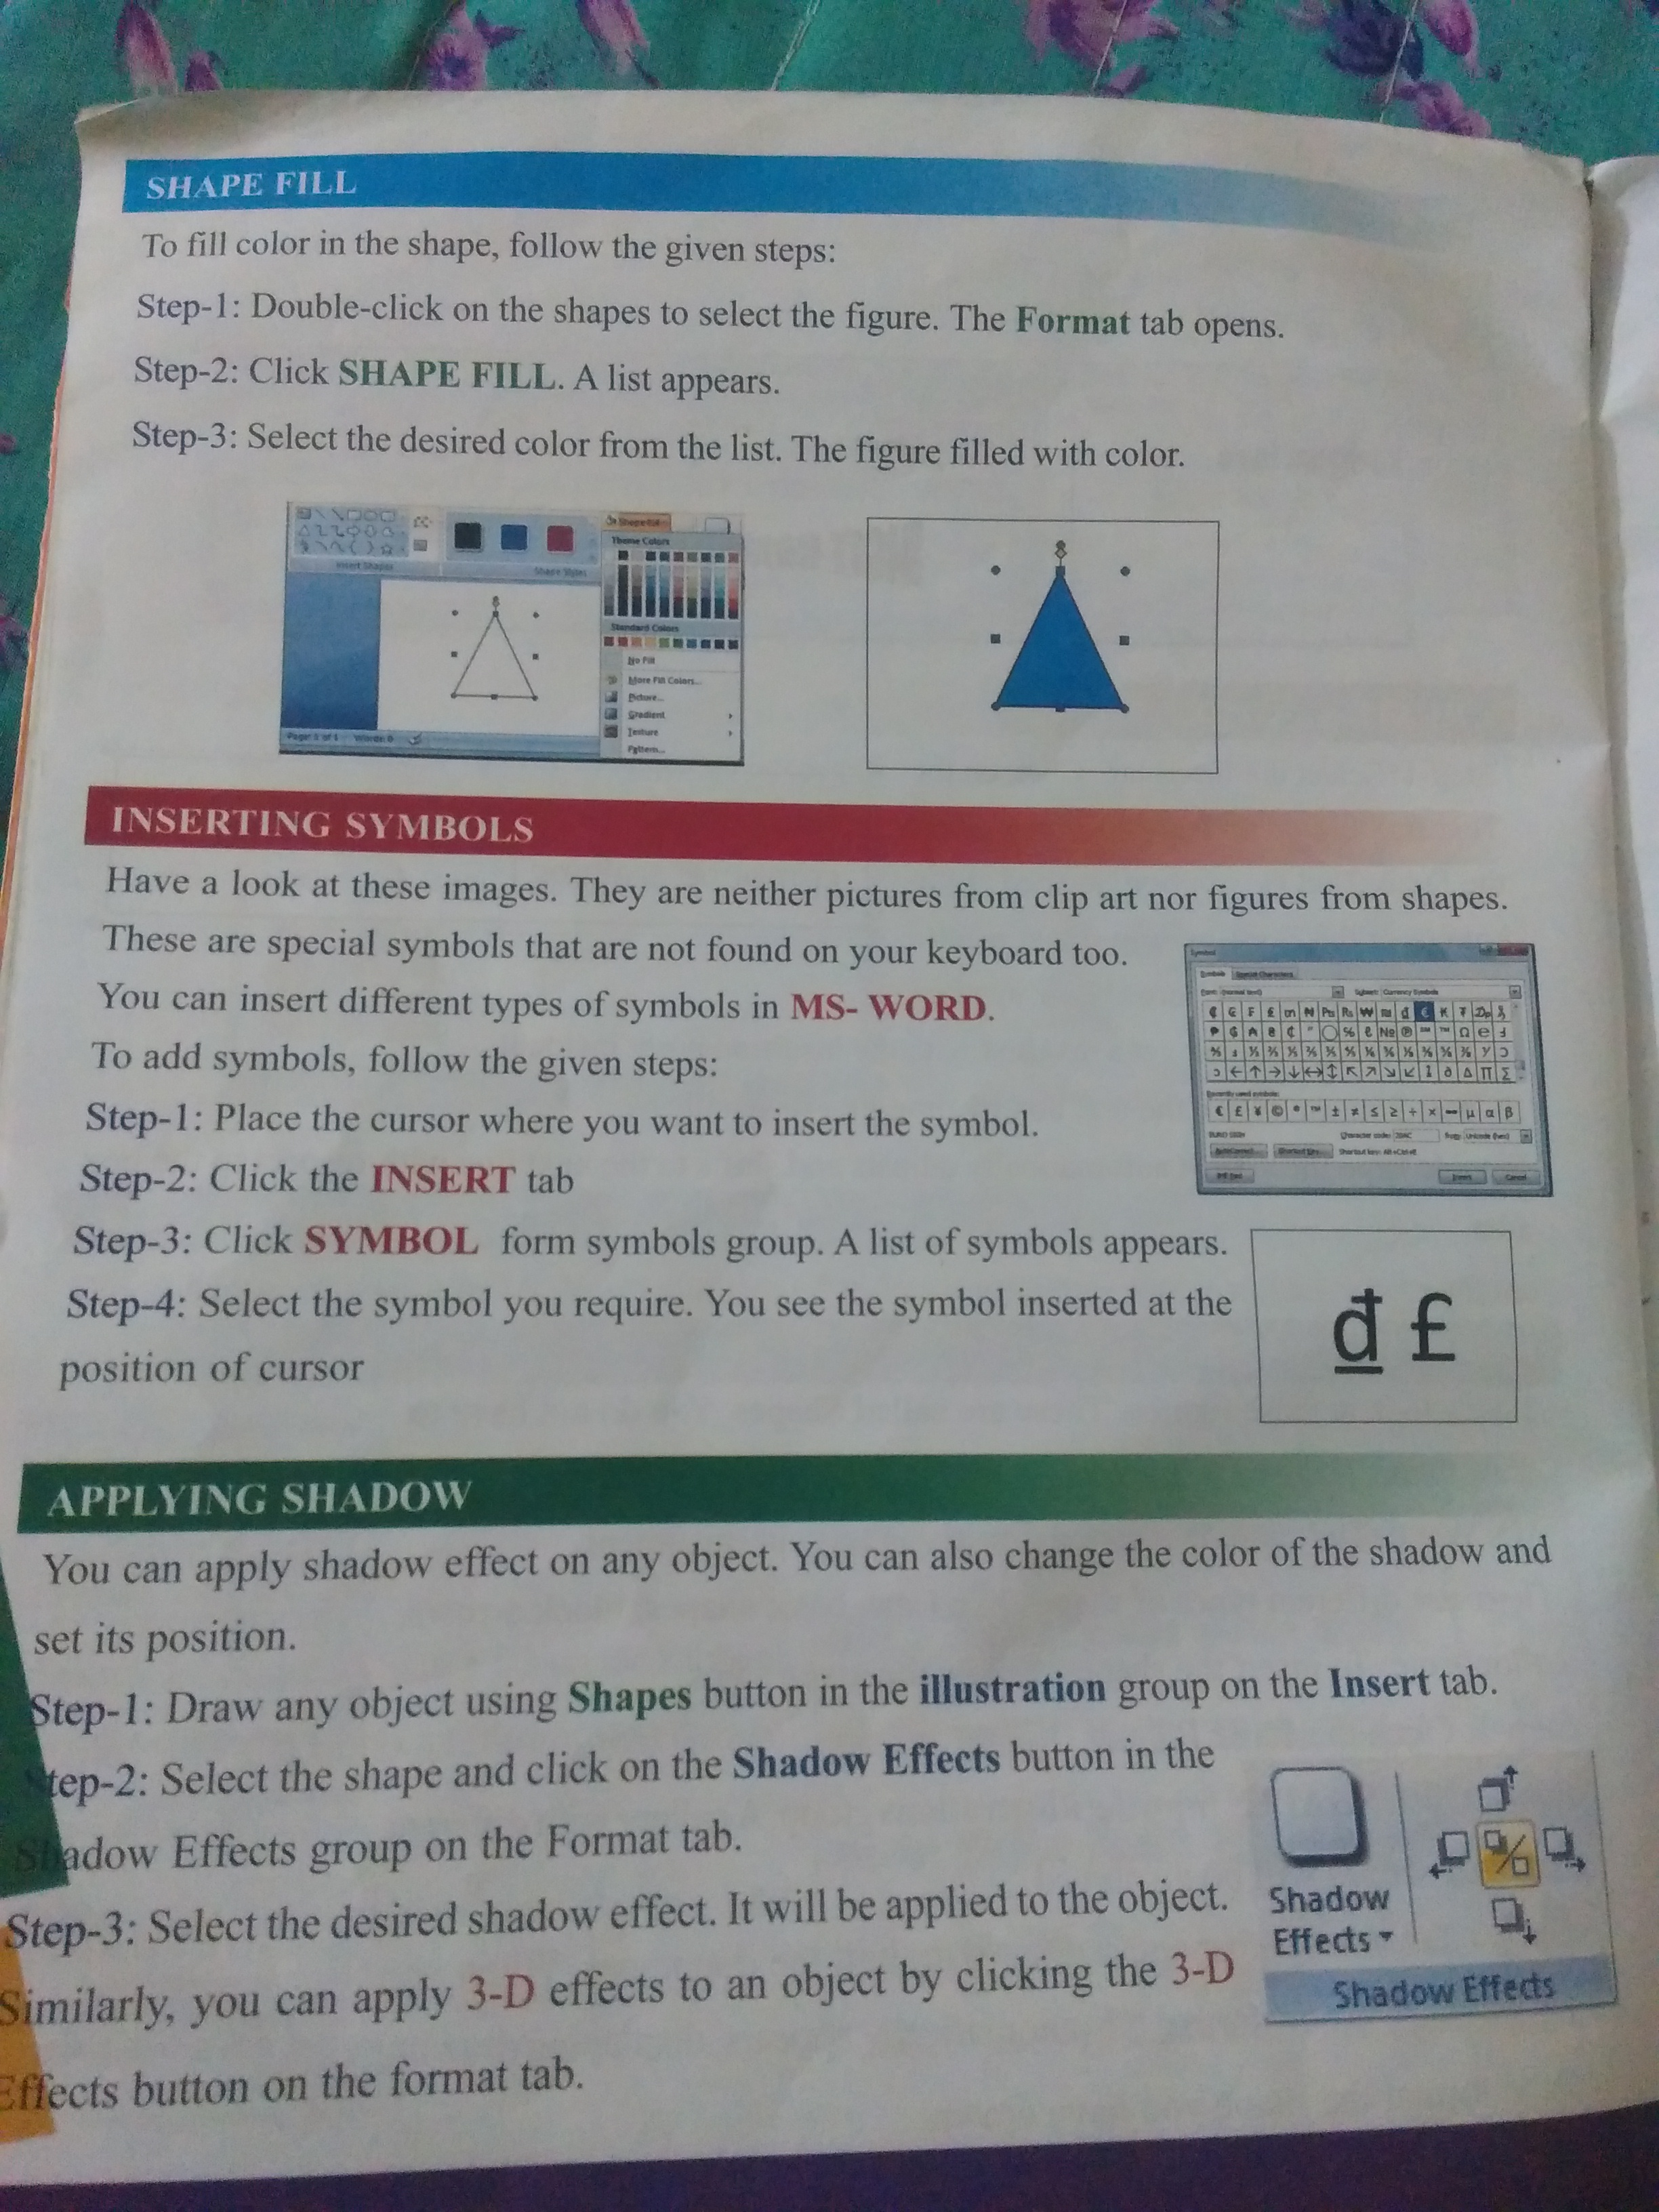 SHAPE FILL
To fill color in the shape, follow the given steps:
Step-1: Double-click on the shapes to select the figure. The Format tab opens.
Step-2: Click SHAPE FILL. A list appears.
Step-3: Select the desired color from the list. The figure filled with color.
Insert Shapes
Shape Styles
Theme Colors
Standard Colors
No Fill
More Fill Colors...
Picture...
Gradient
Texture
Pattern...
INSERTING SYMBOLS
Have a look at these images. They are neither pictures from clip art nor figures from shapes.
These are special symbols that are not found on your keyboard too.
You can insert different types of symbols in MS- WORD.
To add symbols, follow the given steps:
Step-1: Place the cursor where you want to insert the symbol.
Step-2: Click the INSERT tab
Step-3: Click SYMBOL form symbols group. A list of symbols appears.
Step-4: Select the symbol you require. You see the symbol inserted at the
position of cursor
₫ £
APPLYING SHADOW
You can apply shadow effect on any object. You can also change the color of the shadow and
set its position.
Step-1: Draw any object using Shapes button in the illustration group on the Insert tab.
Step-2: Select the shape and click on the Shadow Effects button in the
Shadow Effects group on the Format tab.
Step-3: Select the desired shadow effect. It will be applied to the object.
Similarly, you can apply 3-D effects to an object by clicking the 3-D
Effects button on the format tab.
Shadow
Effects
Shadow Effects